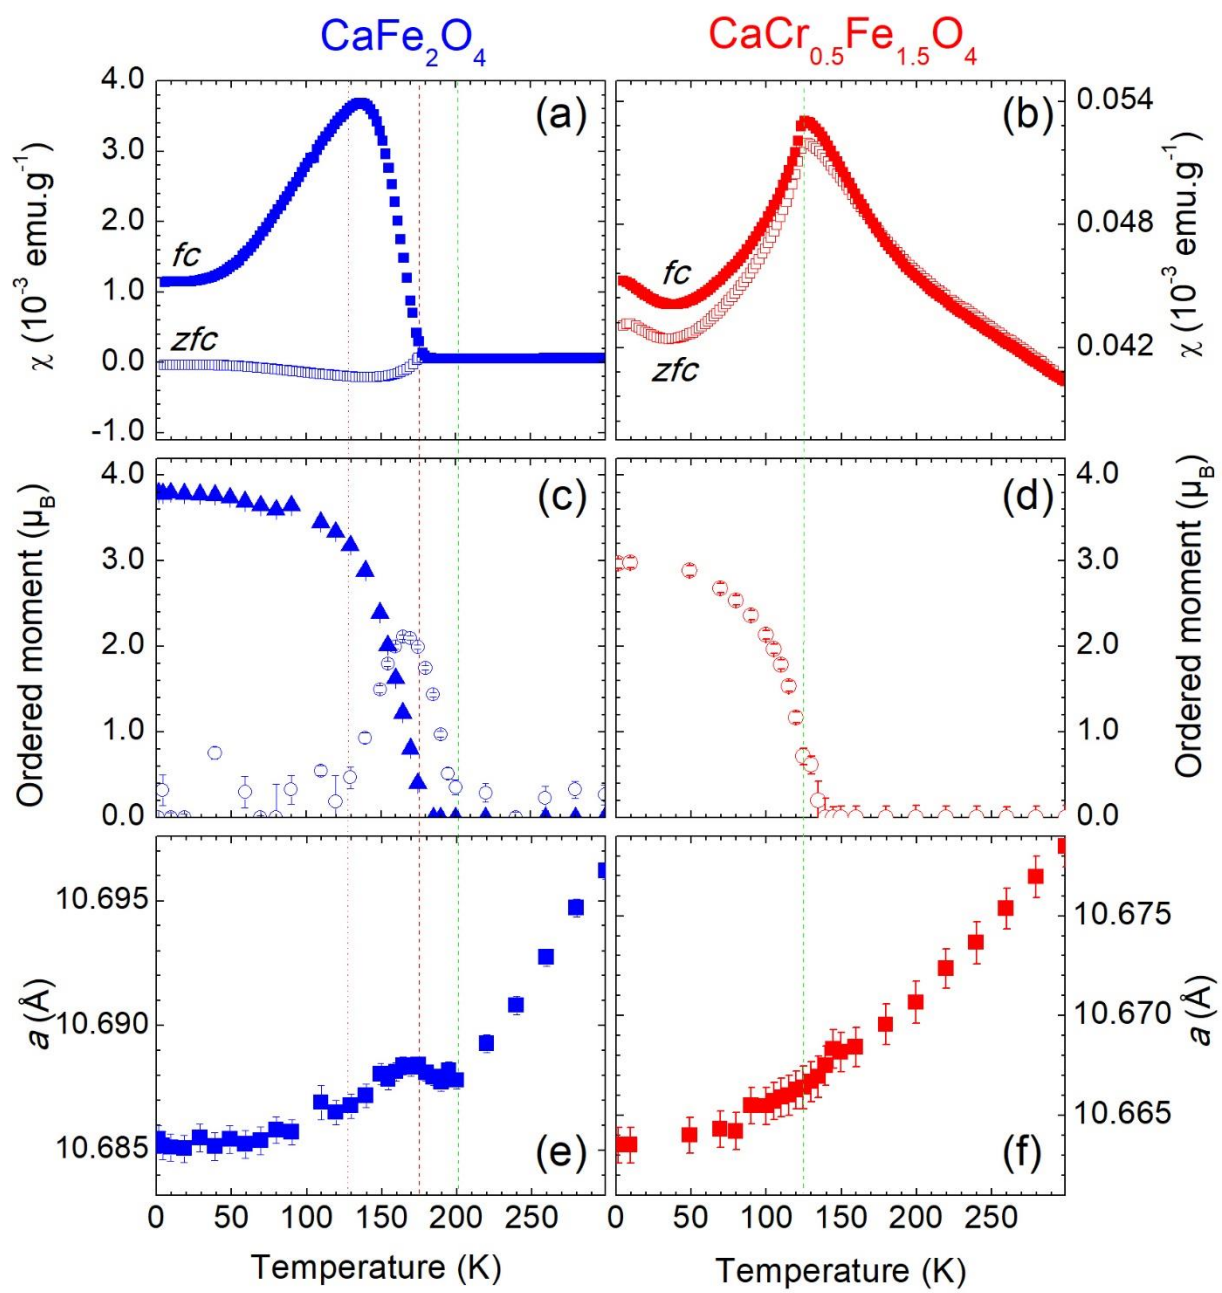 CaFe₂O₄ CaCr₀.₅Fe₁.₅O₄
4.0
3.0
2.0
1.0
0.0
-1.0
χ (10⁻³ emu.g⁻¹)
(a)
fc
zfc
(b)
fc
zfc
0.054
0.048
0.042
χ (10⁻³ emu.g⁻¹)
4.0
3.0
2.0
1.0
0.0
Ordered moment (μ_B)
(c)
(d)
4.0
3.0
2.0
1.0
0.0
Ordered moment (μ_B)
10.695
10.690
10.685
a (Å)
(e)
(f)
10.675
10.670
10.665
a (Å)
0 50 100 150 200 250
0 50 100 150 200 250
Temperature (K) Temperature (K)